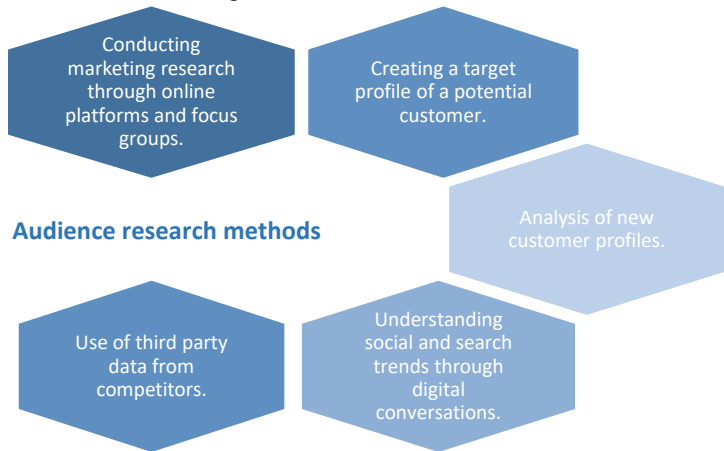 Conducting
marketing research
through online
platforms and focus
groups.
Creating a target
profile of a potential
customer.
Analysis of new
customer profiles.
Audience research methods
Use of third party
data from
competitors.
Understanding
social and search
trends through
digital
conversations.